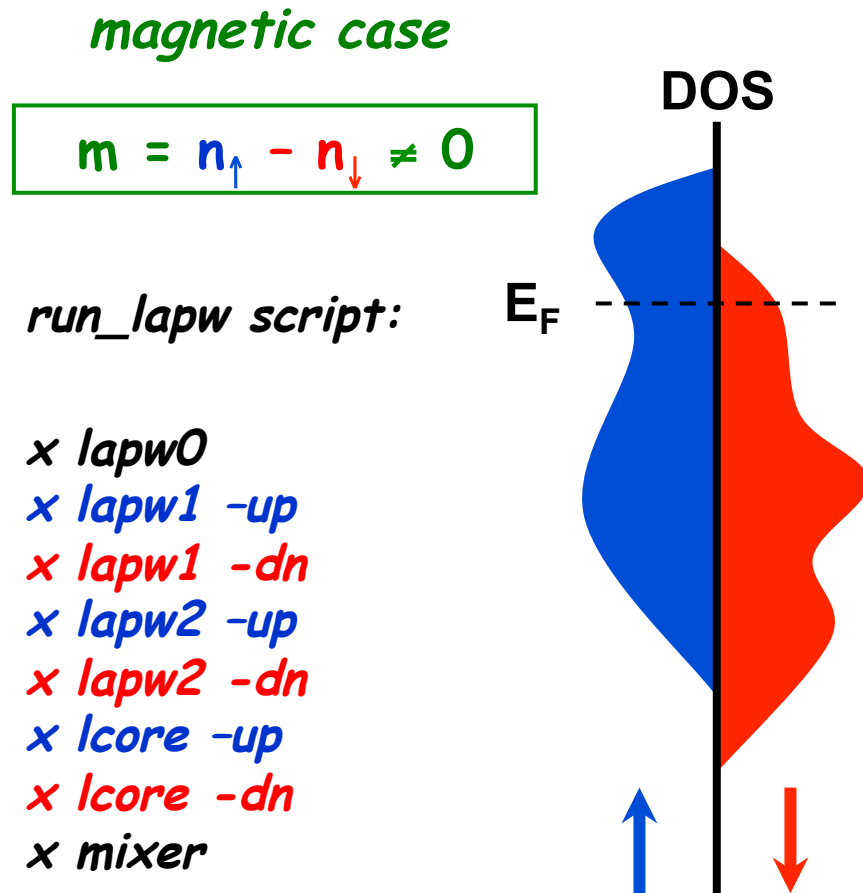 magnetic case
DOS
m = n↑ - n↓ ≠ 0
E_F
run_lapw script:
x lapw0
x lapw1 -up
x lapw1 -dn
x lapw2 -up
x lapw2 -dn
x lcore -up
x lcore -dn
x mixer